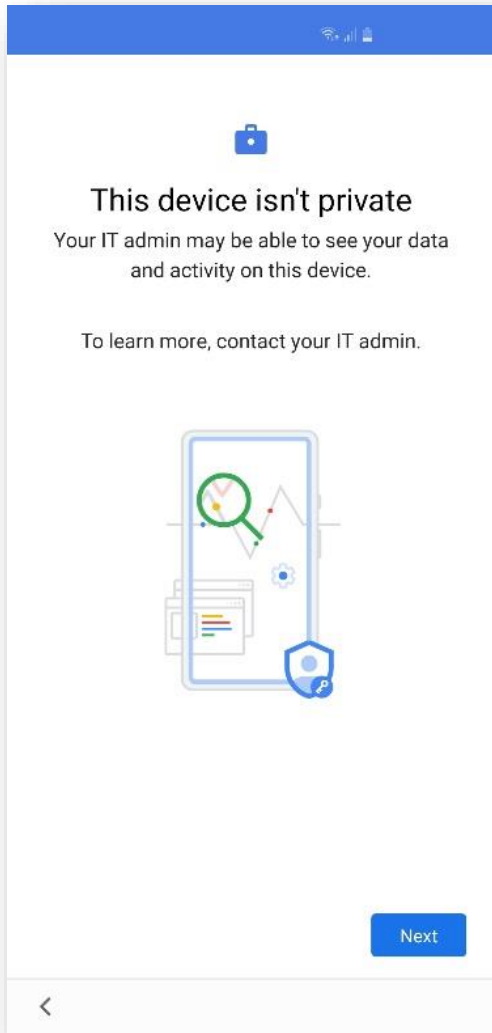 This device isn't private
Your IT admin may be able to see your data
and activity on this device.
To learn more, contact your IT admin.
Next